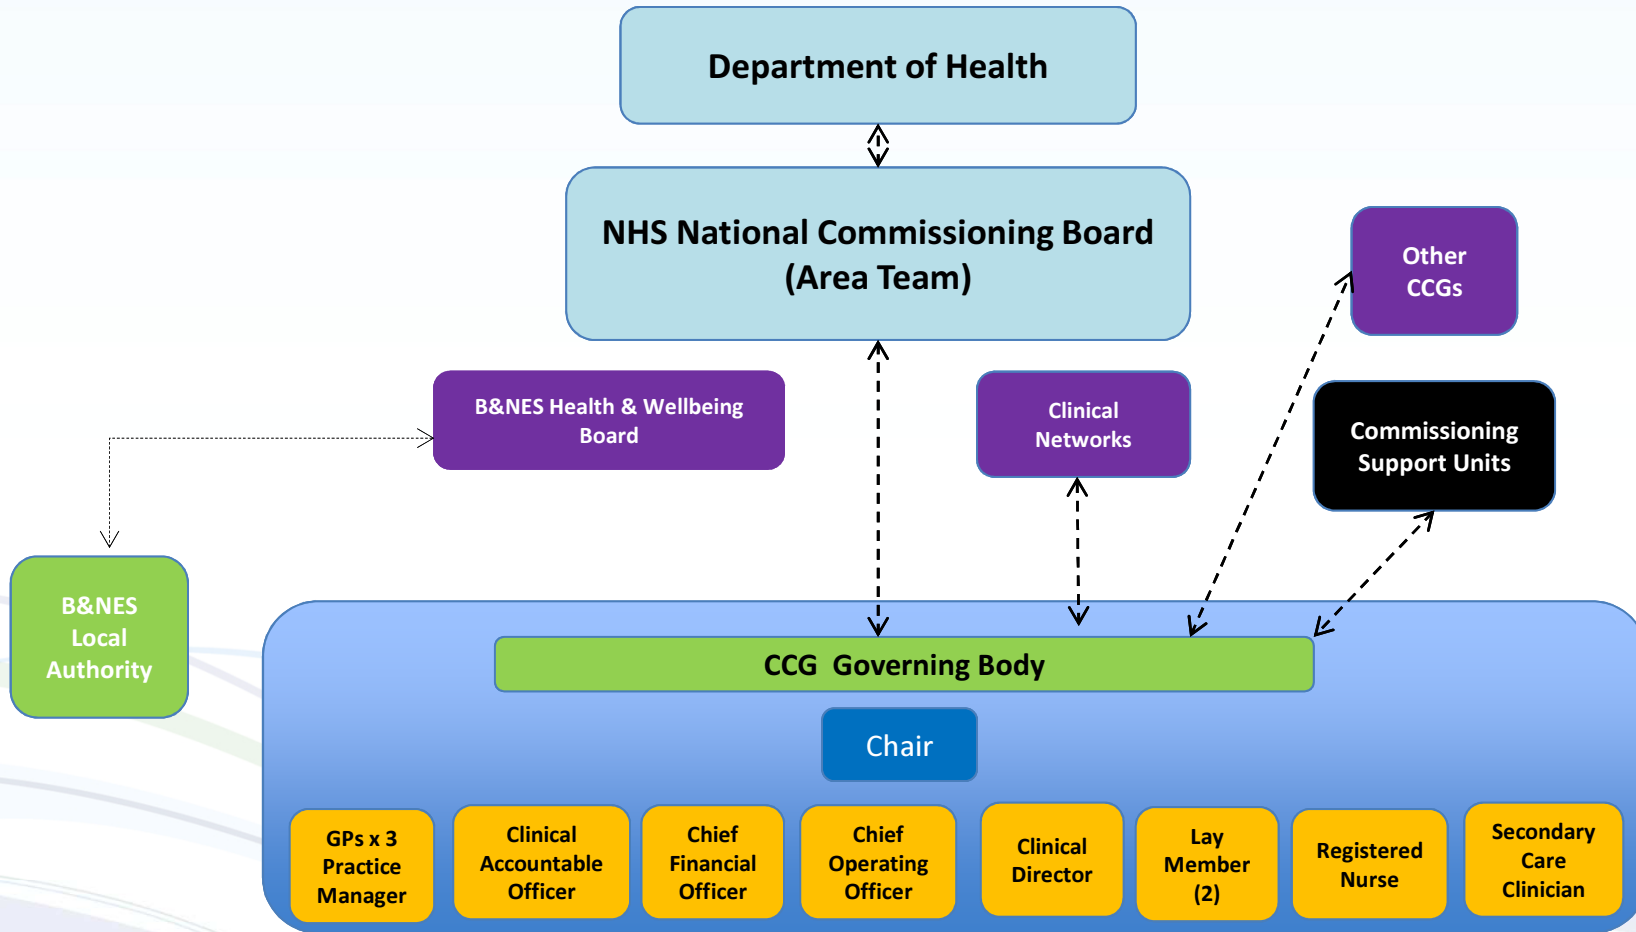 Department of Health
NHS National Commissioning Board
(Area Team)
Other
CCGs
B&NES Health & Wellbeing
Board
Clinical
Networks
Commissioning
Support Units
B&NES
Local
Authority
CCG  Governing Body
Chair
GPs x 3
Practice
Manager
Clinical
Accountable
Officer
Chief
Financial
Officer
Chief
Operating
Officer
Clinical
Director
Lay
Member
(2)
Registered
Nurse
Secondary
Care
Clinician